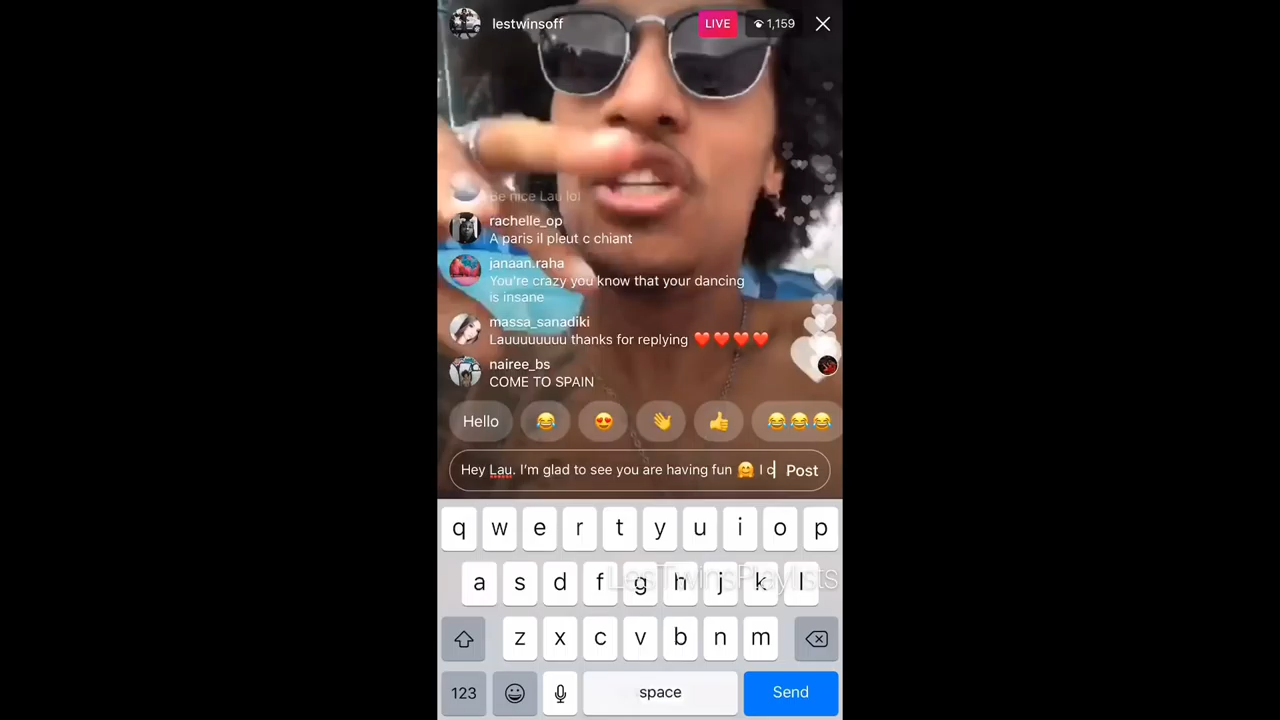 lestwinsoff LIVE 1,159
Be nice Lau lol
rachelle_op
A paris il pleut c chiant
janaan.raha
You're crazy you know that your dancing
is insane
massa_sanadiki
Lauuuuuuuu thanks for replying ❤️❤️❤️❤️
nairee_bs
COME TO SPAIN
Hello 😂 😍 👋 👍 😂😂😂
Hey Lau. I'm glad to see you are having fun 🤗 I c Post
q w e r t y u i o p
a s d f g h j k l
LesTwinsPlaylists
z x c v b n m
123 space Send